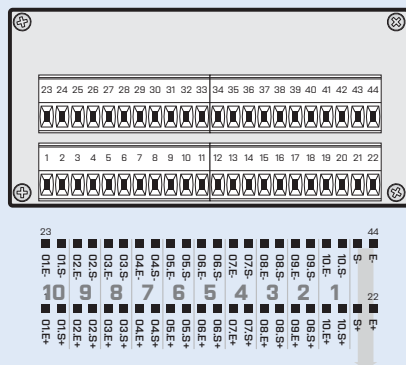 23 24 25 26 27 28 29 30 31 32 33 34 35 36 37 38 39 40 41 42 43 44
1 2 3 4 5 6 7 8 9 10 11 12 13 14 15 16 17 18 19 20 21 22
23 44
01.E- 01.S- 02.E- 02.S- 03.E- 03.S- 04.E- 04.S- 05.E- 05.S- 06.E- 06.S- 07.E- 07.S- 08.E- 08.S- 09.E- 09.S- 10.E- 10.S- S- E-
10 9 8 7 6 5 4 3 2 1 22
01.E+ 01.S+ 02.E+ 02.S+ 03.E+ 03.S+ 04.E+ 04.S+ 05.E+ 05.S+ 06.E+ 06.S+ 07.E+ 07.S+ 08.E+ 08.S+ 09.E+ 06.S+ 10.E+ 10.S+ S+ E+